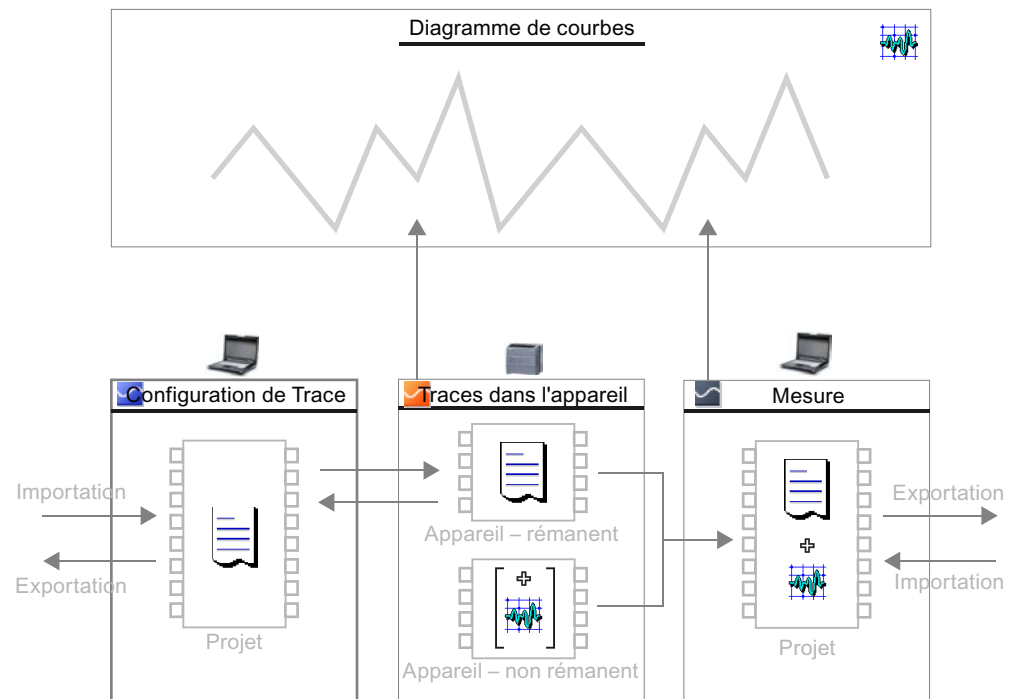 Diagramme de courbes
Configuration de Trace
Traces dans l'appareil
Mesure
Importation
Exportation
Projet
Appareil – rémanent
Appareil – non rémanent
Exportation
Importation
Projet